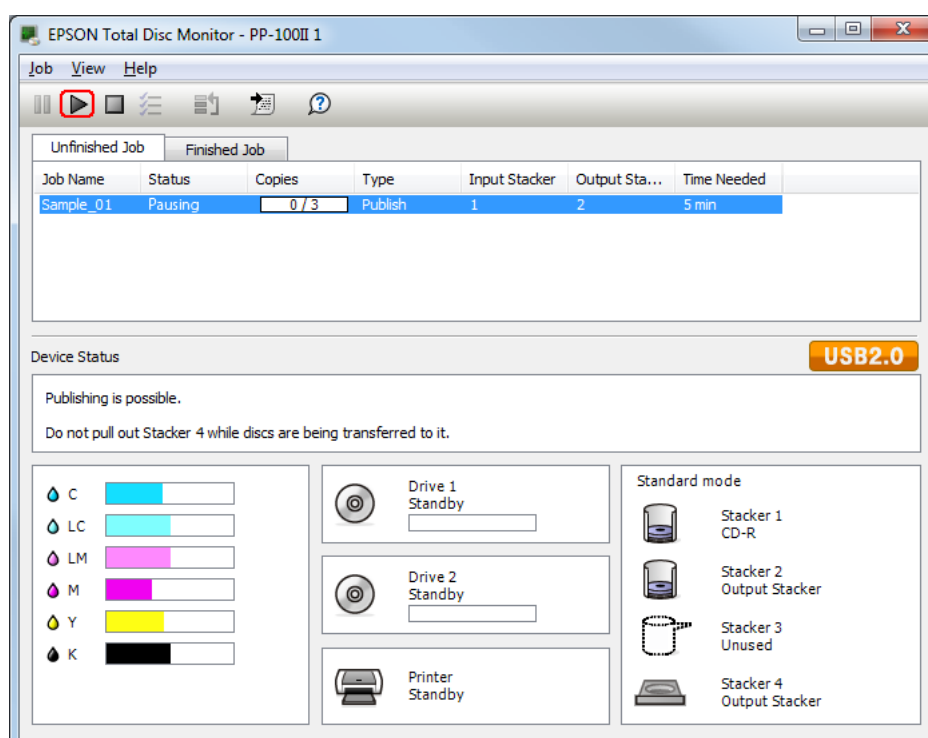 EPSON Total Disc Monitor - PP-100II 1
Job View Help
Unfinished Job Finished Job
Job Name Status Copies Type Input Stacker Output Sta... Time Needed
Sample_01 Pausing 0 / 3 Publish 1 2 5 min
Device Status
USB2.0
Publishing is possible.
Do not pull out Stacker 4 while discs are being transferred to it.
C
LC
LM
M
Y
K
Drive 1
Standby
Drive 2
Standby
Printer
Standby
Standard mode
Stacker 1
CD-R
Stacker 2
Output Stacker
Stacker 3
Unused
Stacker 4
Output Stacker